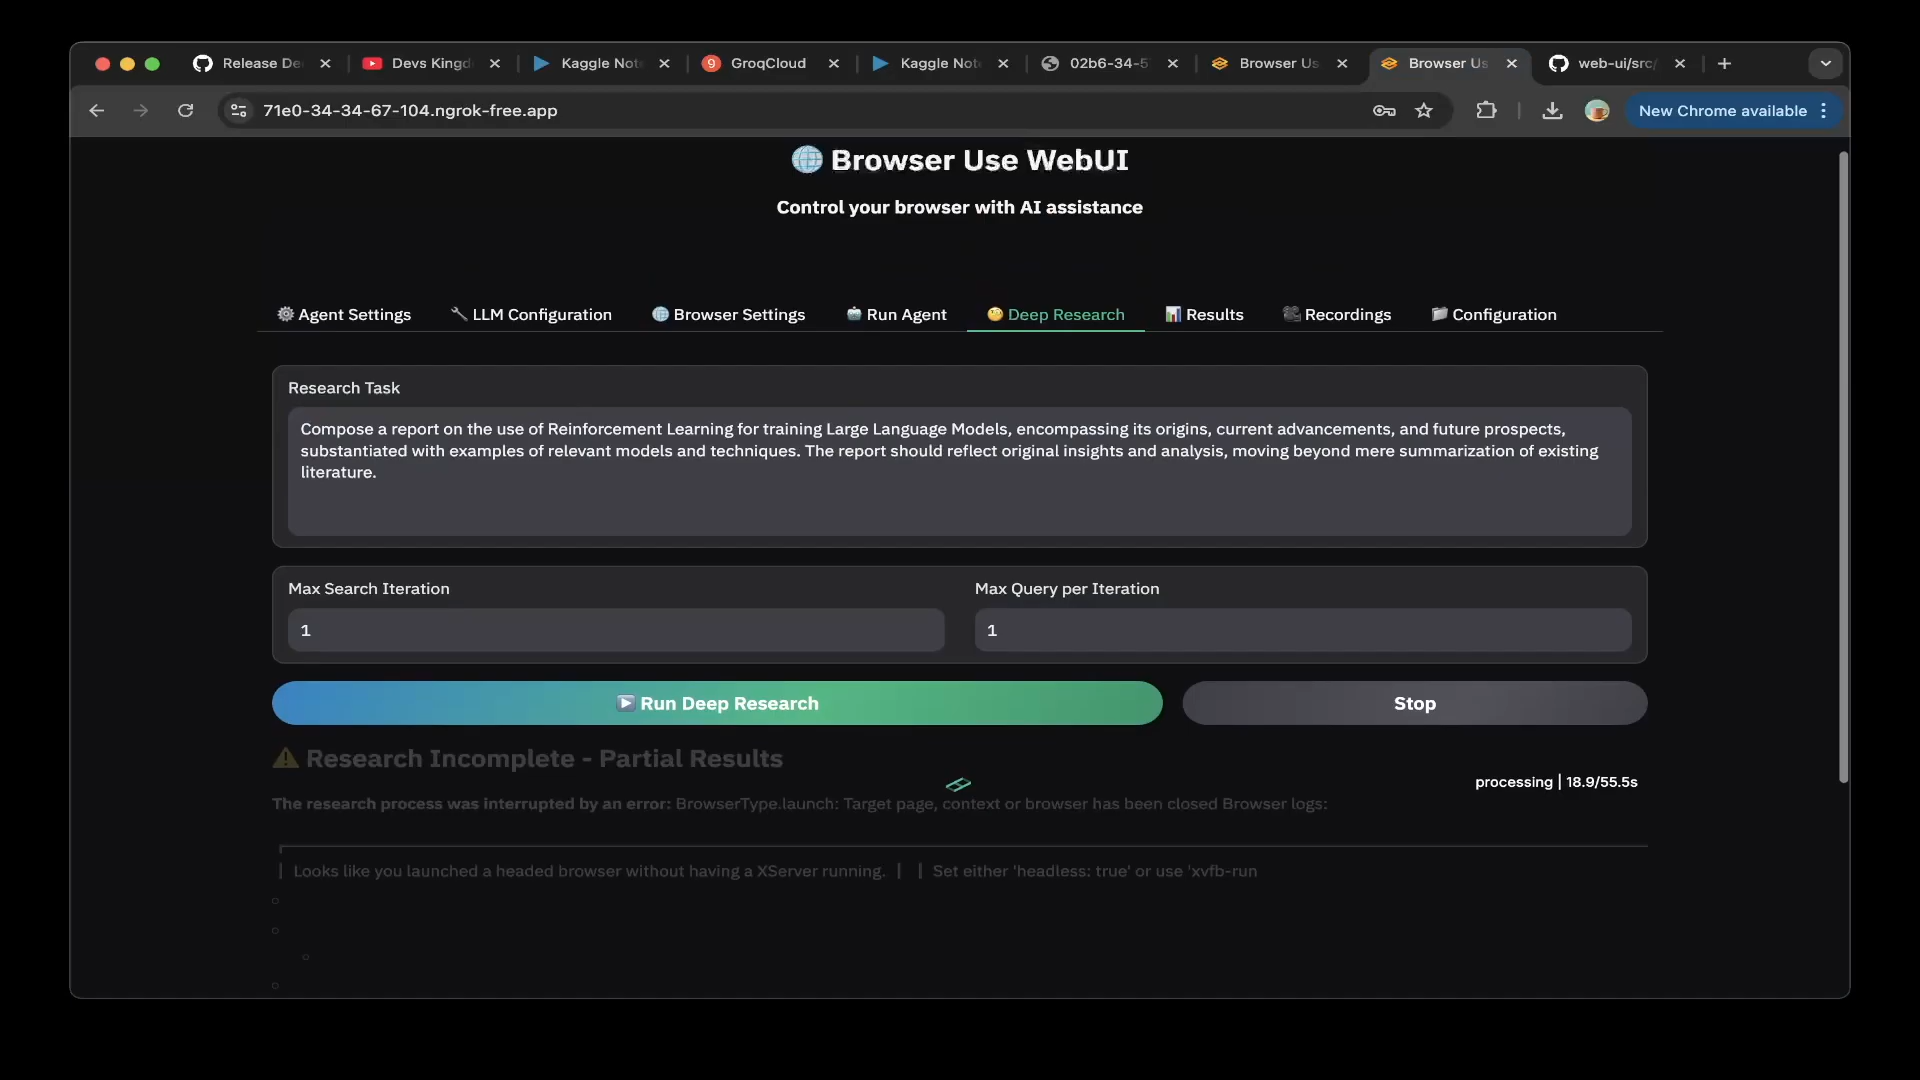 Release De
Devs Kingd
Kaggle Not
GroqCloud
Kaggle Not
02b6-34-5
Browser Us
Browser Us
web-ui/src/
71e0-34-34-67-104.ngrok-free.app
New Chrome available
Browser Use WebUI
Control your browser with AI assistance
Agent Settings
LLM Configuration
Browser Settings
Run Agent
Deep Research
Results
Recordings
Configuration
Research Task
Compose a report on the use of Reinforcement Learning for training Large Language Models, encompassing its origins, current advancements, and future prospects,
substantiated with examples of relevant models and techniques. The report should reflect original insights and analysis, moving beyond mere summarization of existing
literature.
Max Search Iteration
Max Query per Iteration
1
1
Run Deep Research
Stop
Research Incomplete - Partial Results
processing | 18.9/55.5s
The research process was interrupted by an error: BrowserType.launch: Target page, context or browser has been closed Browser logs:
| Looks like you launched a headed browser without having a XServer running. | | Set either 'headless: true' or use 'xvfb-run